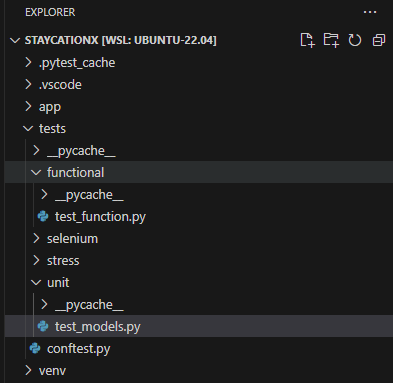 EXPLORER
STAYCATIONX [WSL: UBUNTU-22.04]
.pytest_cache
.vscode
app
tests
__pycache__
functional
__pycache__
test_function.py
selenium
stress
unit
__pycache__
test_models.py
conftest.py
venv